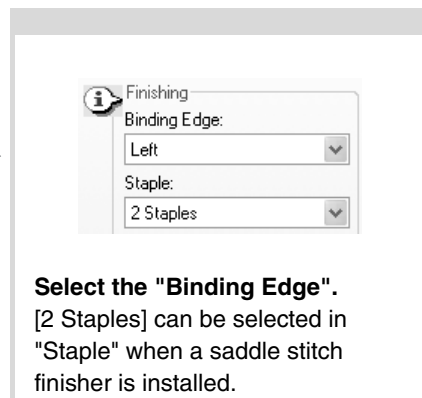 Finishing
Binding Edge:
Left
Staple:
2 Staples
Select the "Binding Edge".
[2 Staples] can be selected in
"Staple" when a saddle stitch
finisher is installed.